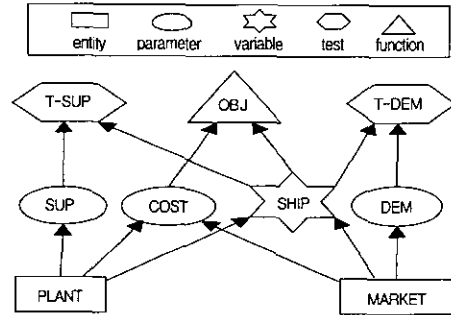 entity parameter variable test function
T-SUP OBJ T-DEM
SUP COST SHIP DEM
PLANT MARKET